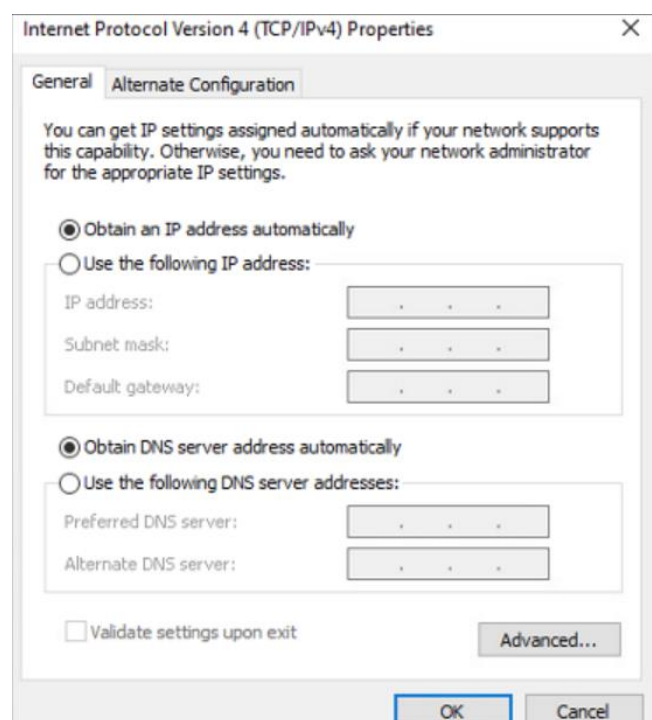 Internet Protocol Version 4 (TCP/IPv4) Properties
General
Alternate Configuration
You can get IP settings assigned automatically if your network supports
this capability. Otherwise, you need to ask your network administrator
for the appropriate IP settings.
Obtain an IP address automatically
Use the following IP address:
IP address:
Subnet mask:
Default gateway:
Obtain DNS server address automatically
Use the following DNS server addresses:
Preferred DNS server:
Alternate DNS server:
Validate settings upon exit
Advanced...
OK
Cancel